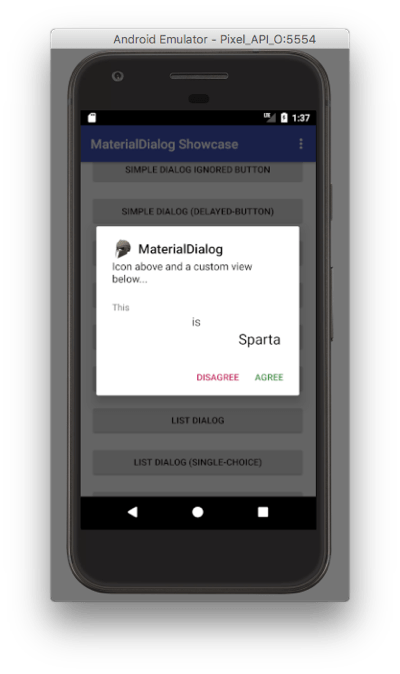 Android Emulator - Pixel_API_O:5554
LTE
1:37
MaterialDialog Showcase
SIMPLE DIALOG IGNORED BUTTON
SIMPLE DIALOG (DELAYED-BUTTON)
MaterialDialog
Icon above and a custom view
below...
This
is
Sparta
DISAGREE AGREE
LIST DIALOG
LIST DIALOG (SINGLE-CHOICE)